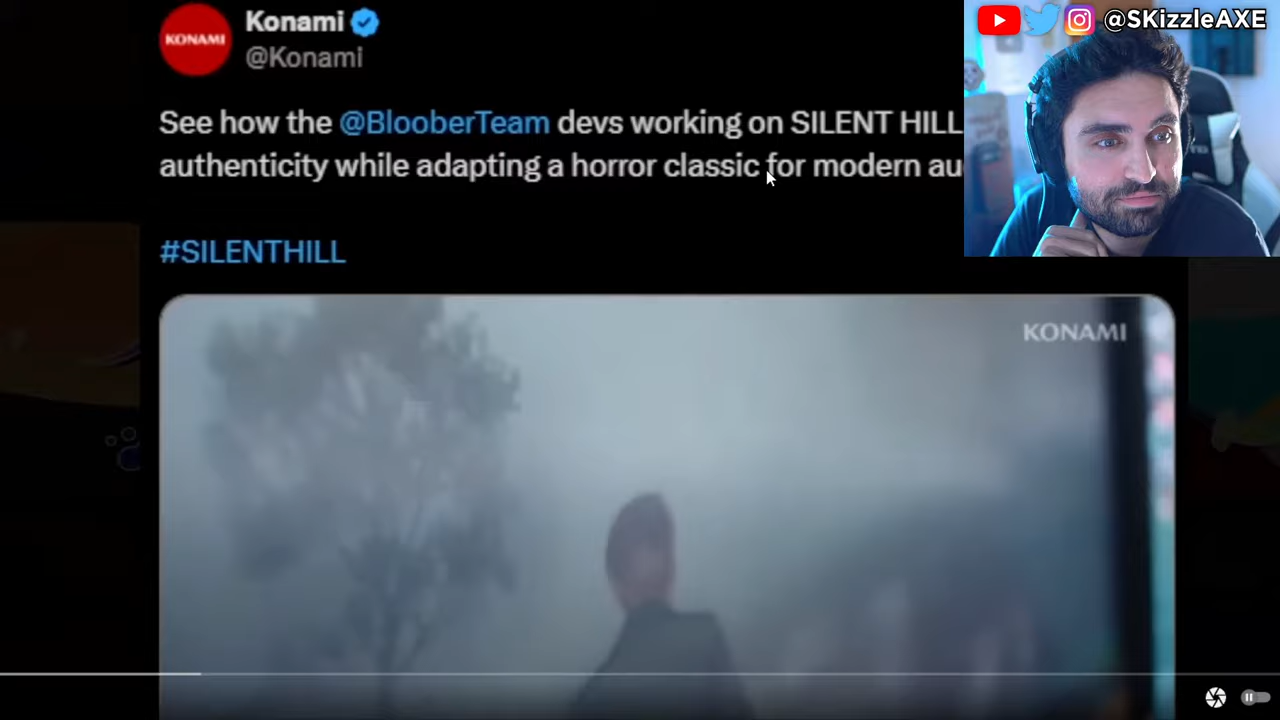 Konami
@Konami
KONAMI
@SKizzleAXE
See how the @BlooberTeam devs working on SILENT HILL
authenticity while adapting a horror classic for modern au
#SILENTHILL
KONAMI